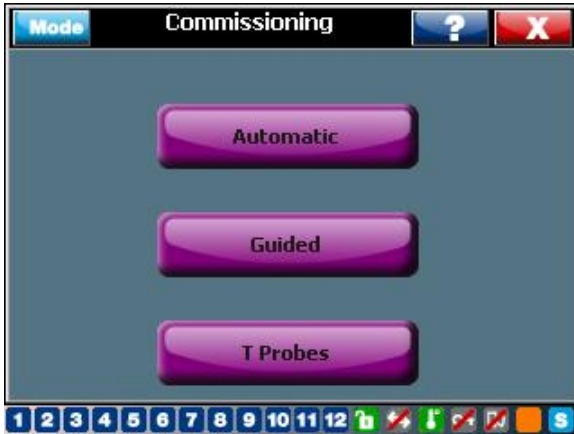 Mode Commissioning ? X
Automatic
Guided
T Probes
1 2 3 4 5 6 7 8 9 10 11 12 S